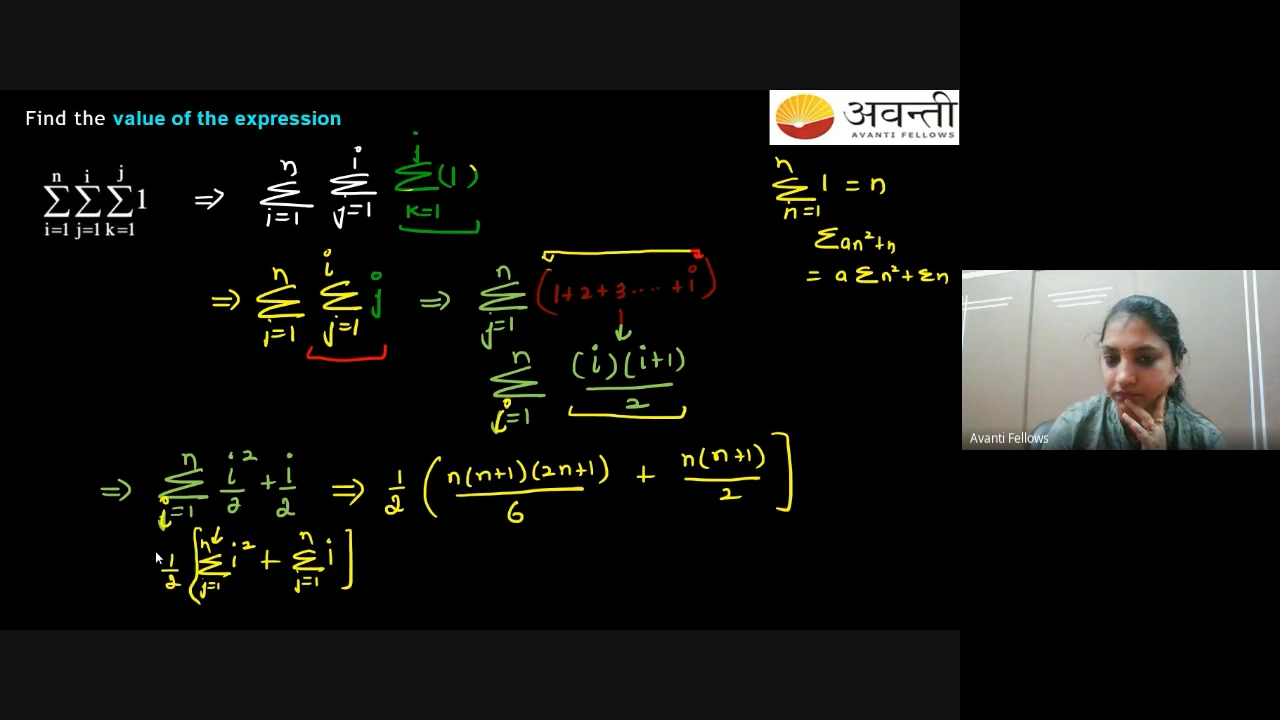 Find the value of the expression
अवन्ती
AVANTI FELLOWS
n i j
∑ ∑ ∑ 1
i=1 j=1 k=1
⇒ n i j
∑ ∑ ∑ (1)
i=1 j=1 k=1
n
∑ 1 = n
n=1
∑an²+n
= a ∑n² + ∑n
⇒ n i
∑ ∑ j
i=1 j=1
⇒ n
∑ (1+2+3.....+i)
j=1
n
∑ (i)(i+1)/2
i=1
⇒ n
∑ i²/2 + i/2
i=1
⇒ 1/2 ( n(n+1)(2n+1)/6 + n(n+1)/2 ]
1/2 [ n ∑ j=1 i² + n ∑ j=1 i ]
Avanti Fellows